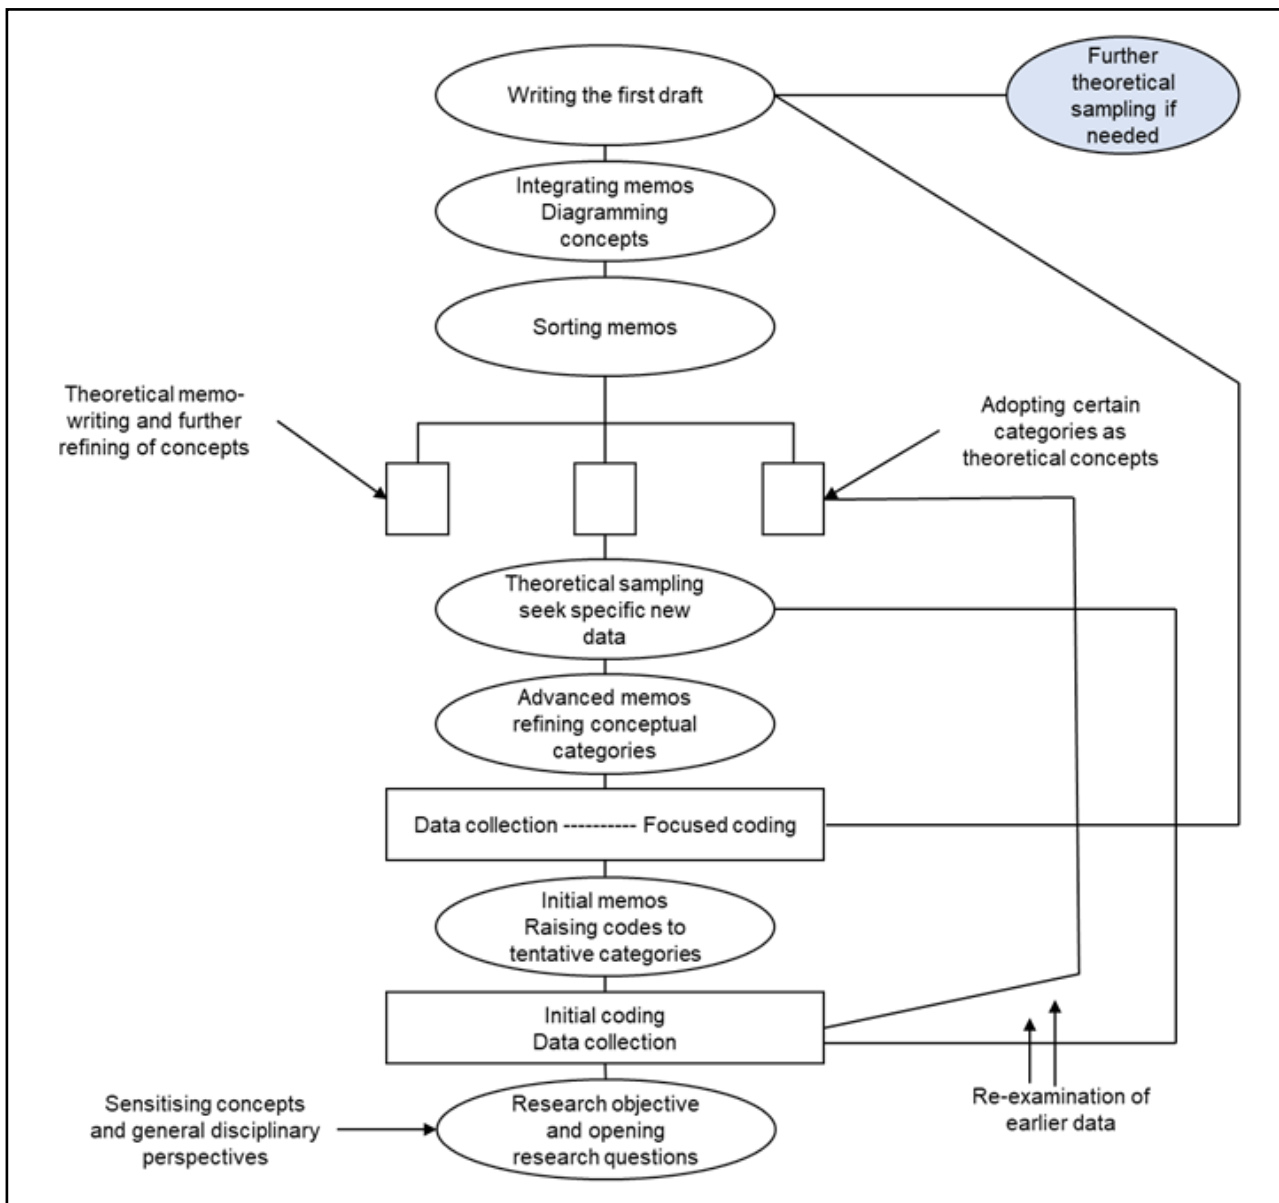 Writing the first draft
Further
theoretical
sampling if
needed
Integrating memos
Diagramming
concepts
Sorting memos
Theoretical memo-
writing and further
refining of concepts
Adopting certain
categories as
theoretical concepts
Theoretical sampling
seek specific new
data
Advanced memos
refining conceptual
categories
Data collection ---------- Focused coding
Initial memos
Raising codes to
tentative categories
Initial coding
Data collection
Sensitising concepts
and general disciplinary
perspectives
Research objective
and opening
research questions
Re-examination of
earlier data